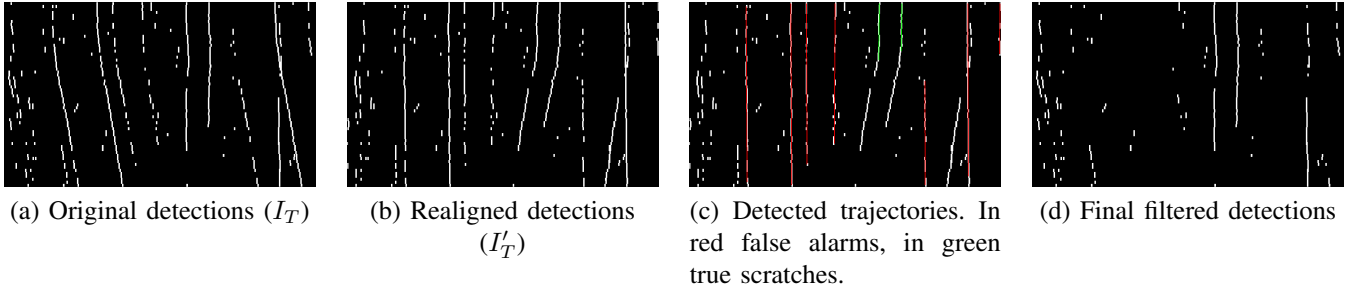 (a) Original detections (I_T)
(b) Realigned detections
(I′_T)
(c) Detected trajectories. In
red false alarms, in green
true scratches.
(d) Final filtered detections